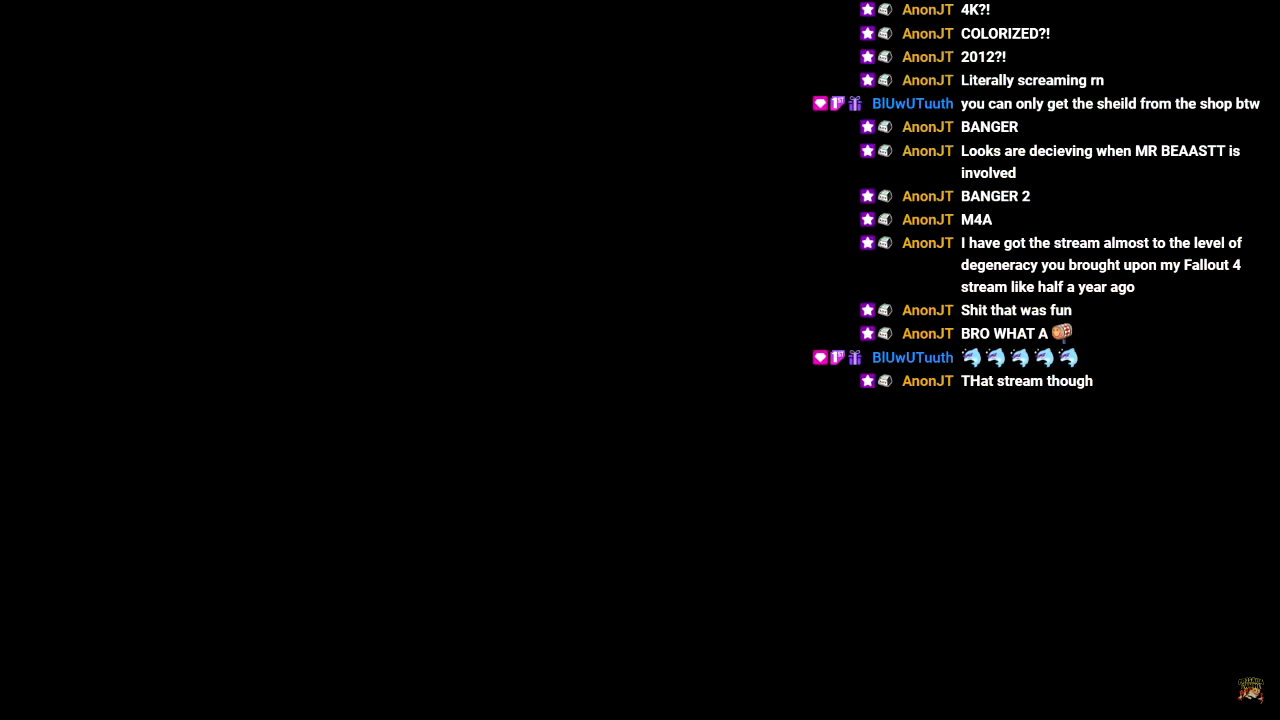 AnonJT 4K?!
AnonJT COLORIZED?!
AnonJT 2012?!
AnonJT Literally screaming rn
BlUwUTuuth you can only get the sheild from the shop btw
AnonJT BANGER
AnonJT Looks are decieving when MR BEAASTT is
involved
AnonJT BANGER 2
AnonJT M4A
AnonJT I have got the stream almost to the level of
degeneracy you brought upon my Fallout 4
stream like half a year ago
AnonJT Shit that was fun
AnonJT BRO WHAT A
BlUwUTuuth
AnonJT THat stream though